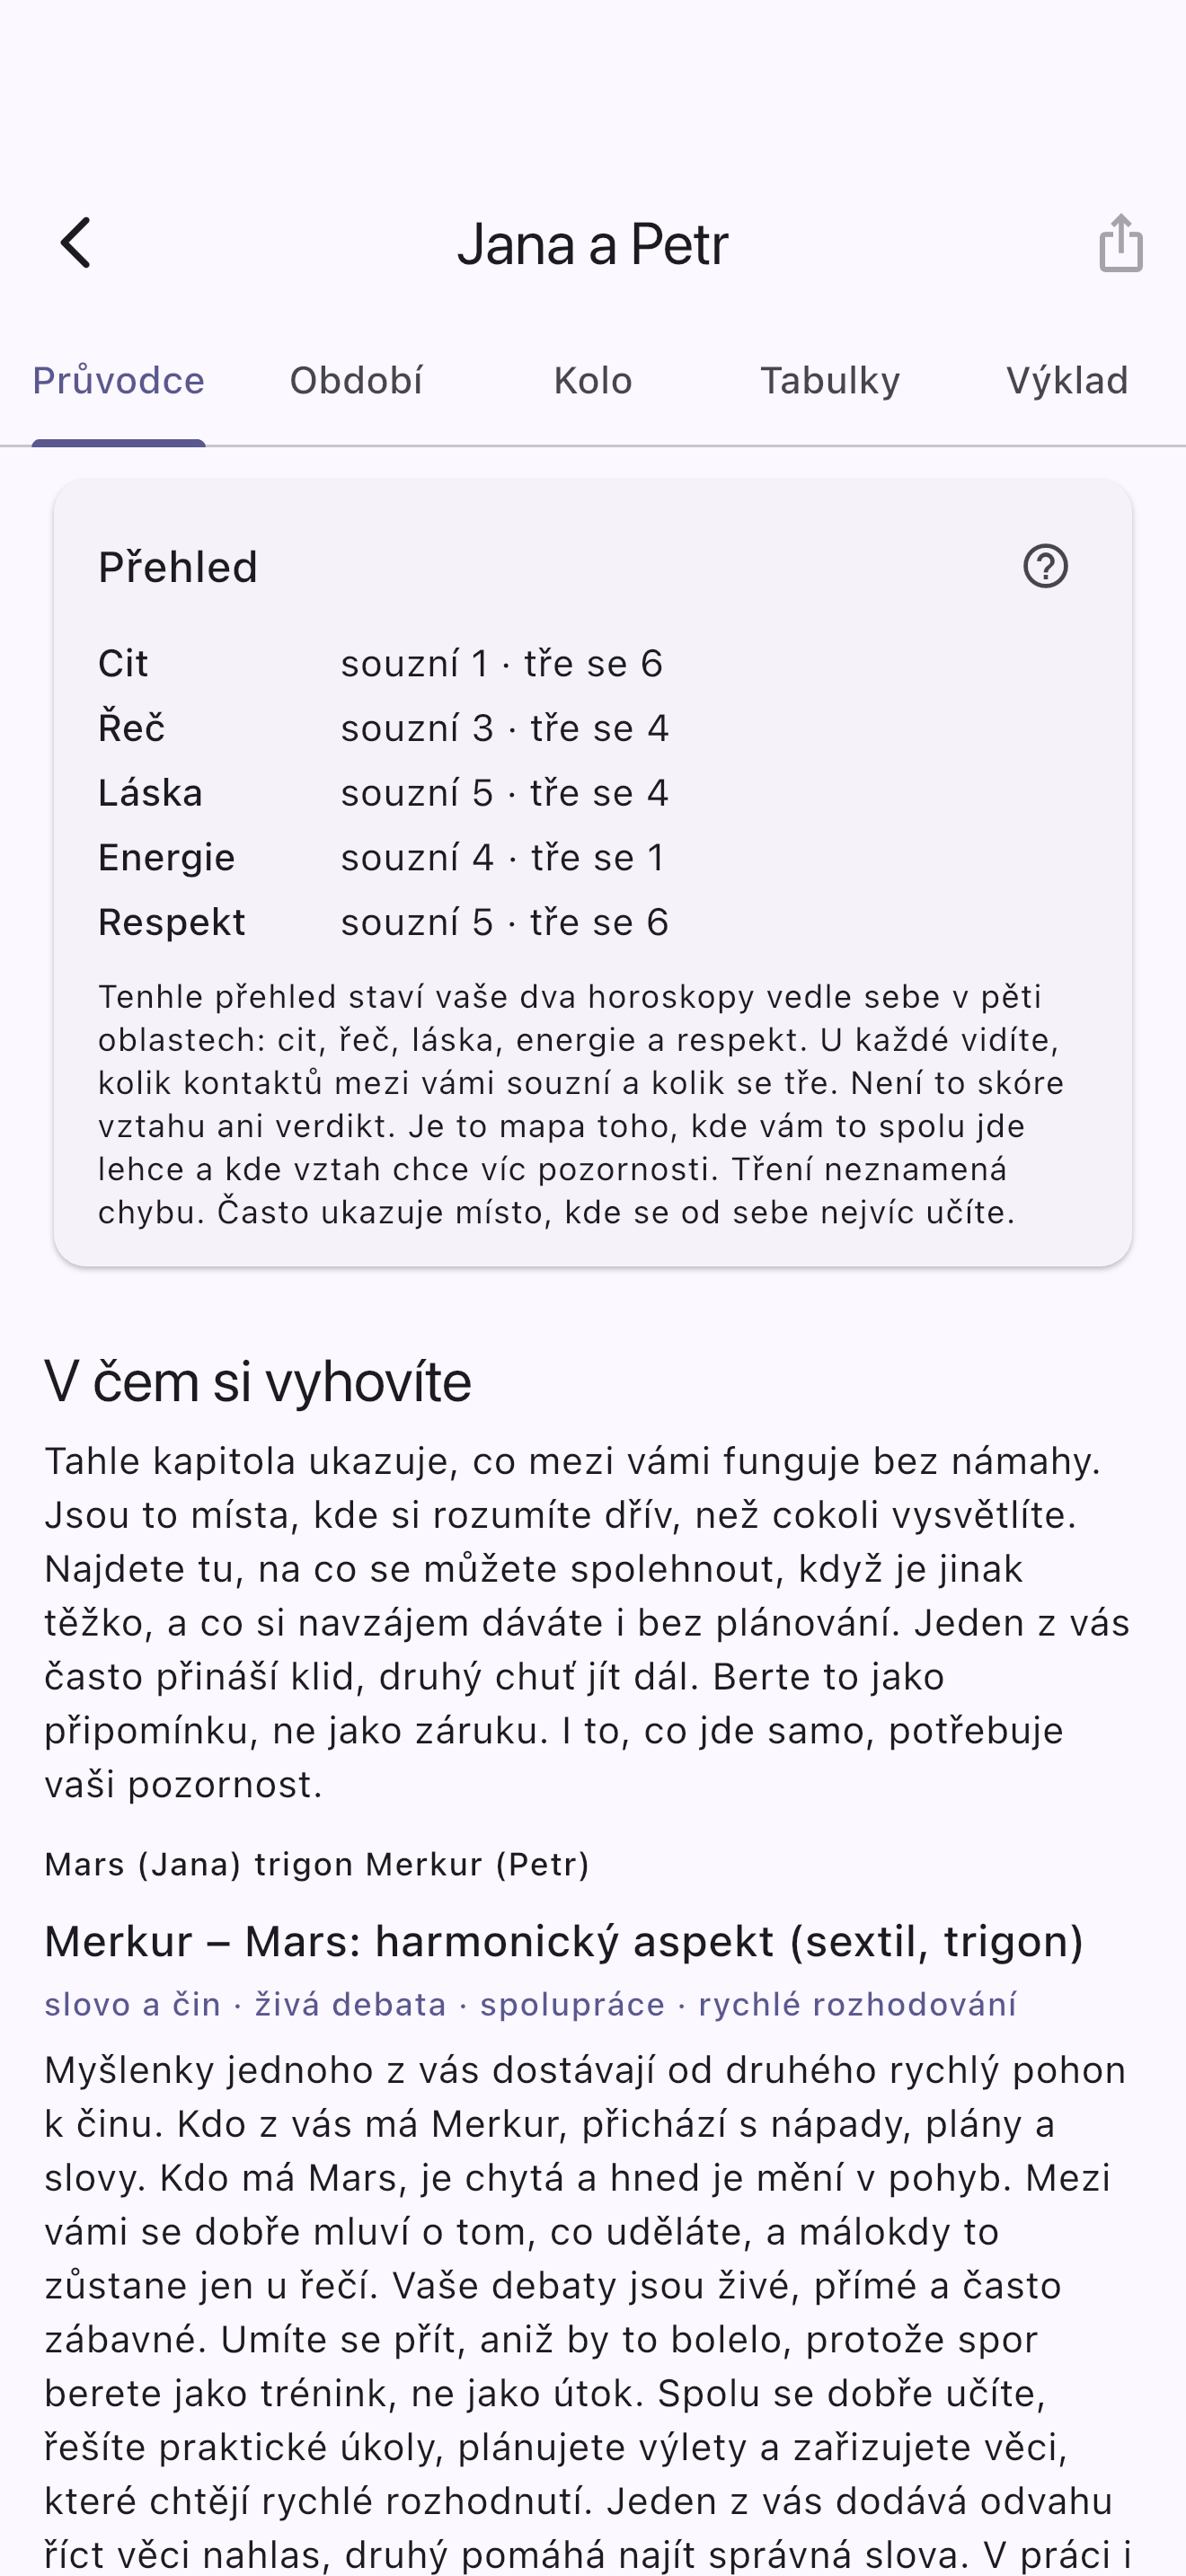 Jana a Petr
Průvodce Období Kolo Tabulky Výklad
Přehled
Cit souzní 1 · tře se 6
Řeč souzní 3 · tře se 4
Láska souzní 5 · tře se 4
Energie souzní 4 · tře se 1
Respekt souzní 5 · tře se 6
Tenhle přehled staví vaše dva horoskopy vedle sebe v pěti
oblastech: cit, řeč, láska, energie a respekt. U každé vidíte,
kolik kontaktů mezi vámi souzní a kolik se tře. Není to skóre
vztahu ani verdikt. Je to mapa toho, kde vám to spolu jde
lehce a kde vztah chce víc pozornosti. Tření neznamená
chybu. Často ukazuje místo, kde se od sebe nejvíc učíte.
V čem si vyhovíte
Tahle kapitola ukazuje, co mezi vámi funguje bez námahy.
Jsou to místa, kde si rozumíte dřív, než cokoli vysvětlíte.
Najdete tu, na co se můžete spolehnout, když je jinak
těžko, a co si navzájem dáváte i bez plánování. Jeden z vás
často přináší klid, druhý chuť jít dál. Berte to jako
připomínku, ne jako záruku. I to, co jde samo, potřebuje
vaši pozornost.
Mars (Jana) trigon Merkur (Petr)
Merkur – Mars: harmonický aspekt (sextil, trigon)
slovo a čin · živá debata · spolupráce · rychlé rozhodování
Myšlenky jednoho z vás dostávají od druhého rychlý pohon
k činu. Kdo z vás má Merkur, přichází s nápady, plány a
slovy. Kdo má Mars, je chytá a hned je mění v pohyb. Mezi
vámi se dobře mluví o tom, co uděláte, a málokdy to
zůstane jen u řečí. Vaše debaty jsou živé, přímé a často
zábavné. Umíte se přít, aniž by to bolelo, protože spor
berete jako trénink, ne jako útok. Spolu se dobře učíte,
řešíte praktické úkoly, plánujete výlety a zařizujete věci,
které chtějí rychlé rozhodnutí. Jeden z vás dodává odvahu
říct věci nahlas, druhý pomáhá najít správná slova. V práci i